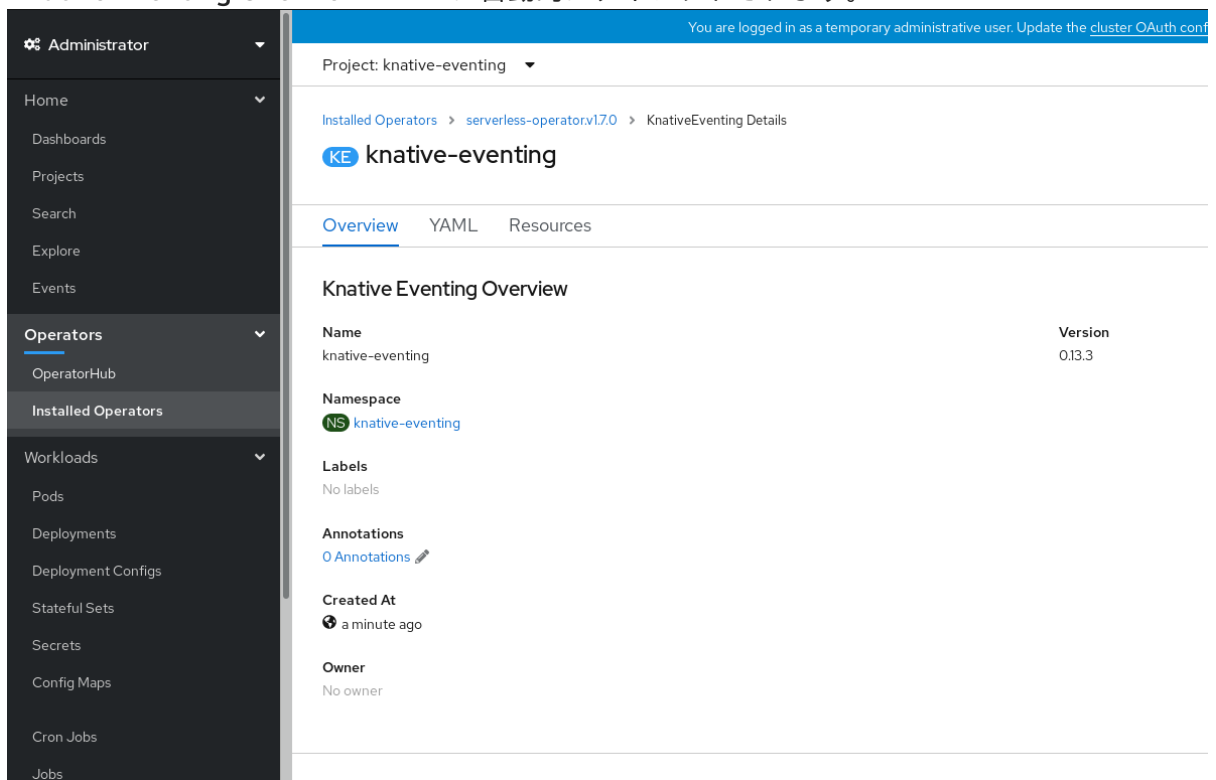 Administrator
You are logged in as a temporary administrative user. Update the cluster OAuth conf
Project: knative-eventing
Home
Dashboards
Projects
Search
Explore
Events
Operators
OperatorHub
Installed Operators
Workloads
Pods
Deployments
Deployment Configs
Stateful Sets
Secrets
Config Maps
Cron Jobs
Jobs
Installed Operators > serverless-operator.v1.7.0 > KnativeEventing Details
KE knative-eventing
Overview YAML Resources
Knative Eventing Overview
Name
knative-eventing
Version
0.13.3
Namespace
NS knative-eventing
Labels
No labels
Annotations
0 Annotations
Created At
a minute ago
Owner
No owner